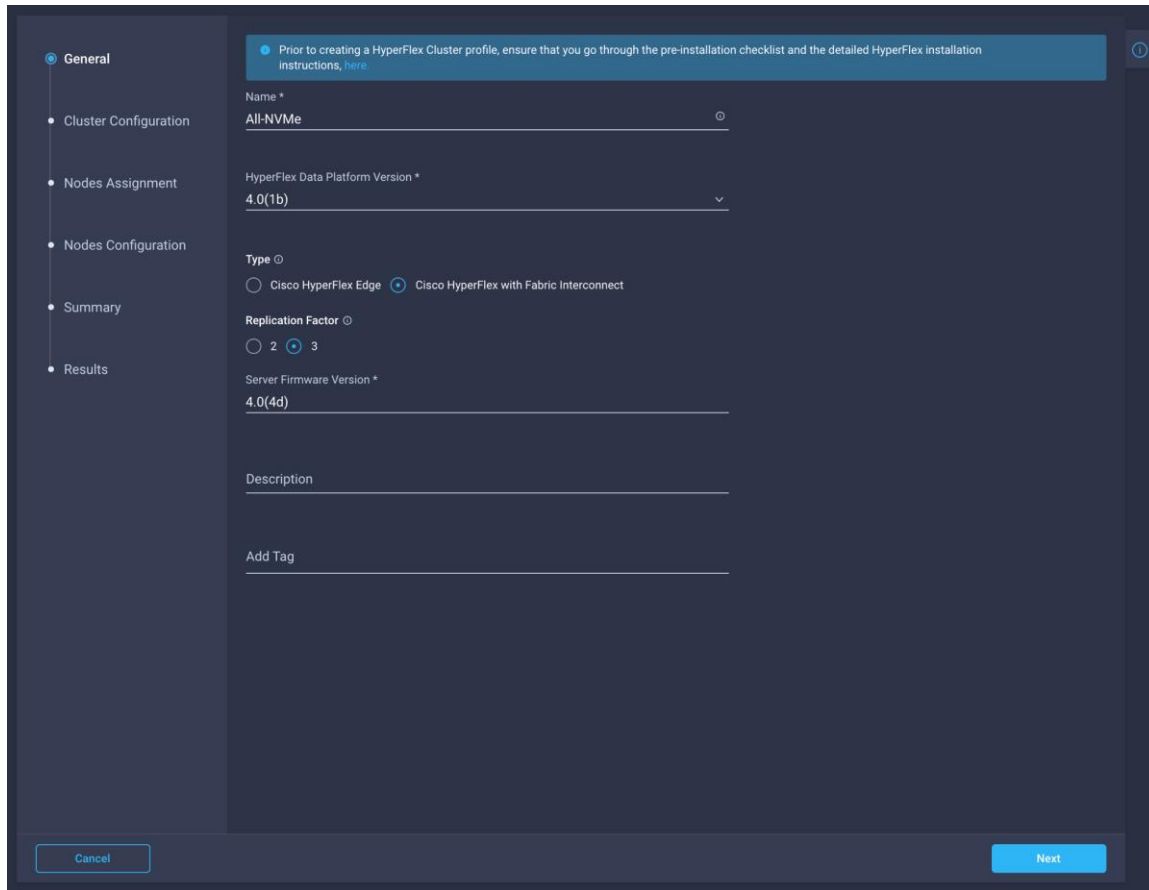 General
Cluster Configuration
Nodes Assignment
Nodes Configuration
Summary
Results
Prior to creating a HyperFlex Cluster profile, ensure that you go through the pre-installation checklist and the detailed HyperFlex installation
instructions, here.
Name *
All-NVMe
HyperFlex Data Platform Version *
4.0(1b)
Type
Cisco HyperFlex Edge Cisco HyperFlex with Fabric Interconnect
Replication Factor
2 3
Server Firmware Version *
4.0(4d)
Description
Add Tag
Cancel
Next